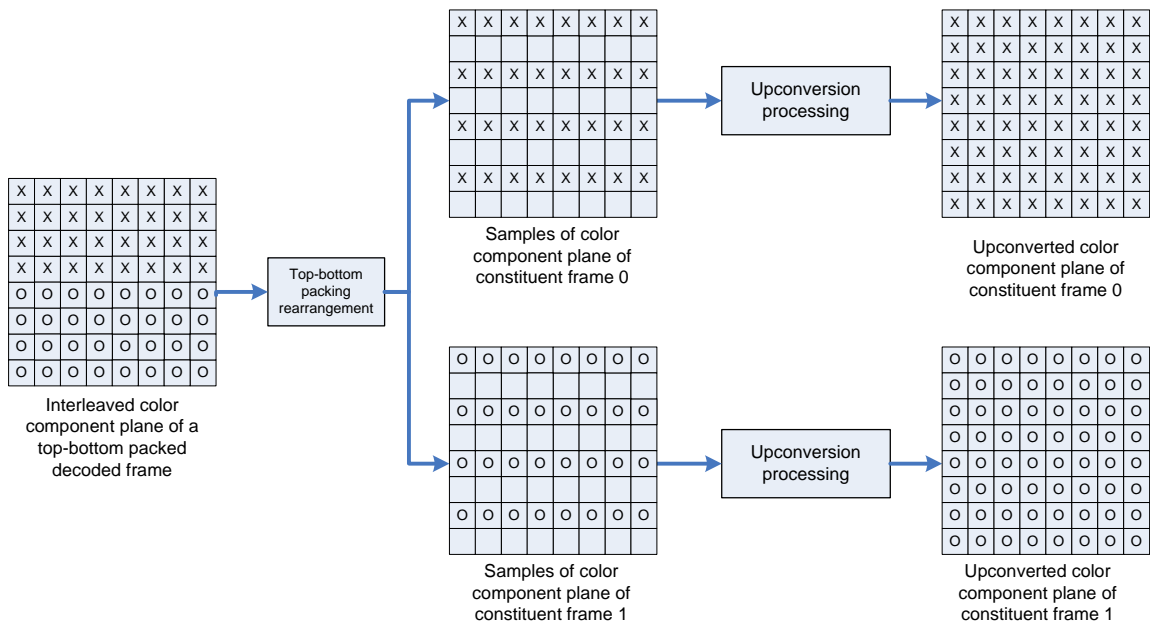 X X X X X X X X
X X X X X X X X
X X X X X X X X
X X X X X X X X
Samples of color
component plane of
constituent frame 0
Upconversion
processing
X X X X X X X X
X X X X X X X X
X X X X X X X X
X X X X X X X X
X X X X X X X X
X X X X X X X X
X X X X X X X X
X X X X X X X X
Upconverted color
component plane of
constituent frame 0
X X X X X X X X
X X X X X X X X
X X X X X X X X
X X X X X X X X
O O O O O O O O
O O O O O O O O
O O O O O O O O
O O O O O O O O
Interleaved color
component plane of a
top-bottom packed
decoded frame
Top-bottom
packing
rearrangement
O O O O O O O O
O O O O O O O O
O O O O O O O O
O O O O O O O O
Samples of color
component plane of
constituent frame 1
Upconversion
processing
O O O O O O O O
O O O O O O O O
O O O O O O O O
O O O O O O O O
O O O O O O O O
O O O O O O O O
O O O O O O O O
O O O O O O O O
Upconverted color
component plane of
constituent frame 1